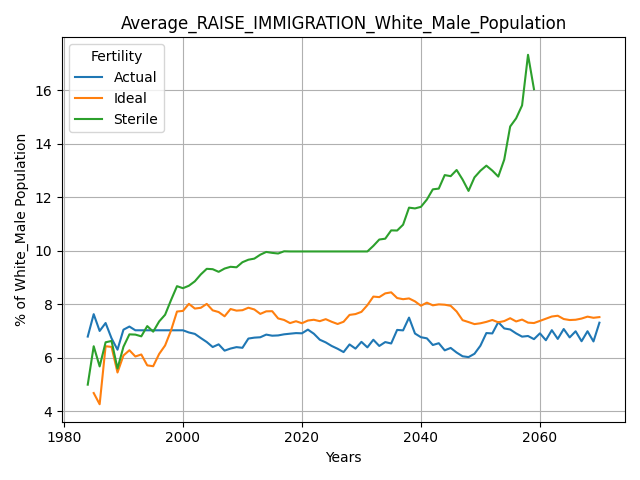 Average_RAISE_IMMIGRATION_White_Male_Population
Fertility
Actual
Ideal
Sterile
% of White_Male Population
16
14
12
10
8
6
4
1980
2000
2020
2040
2060
Years